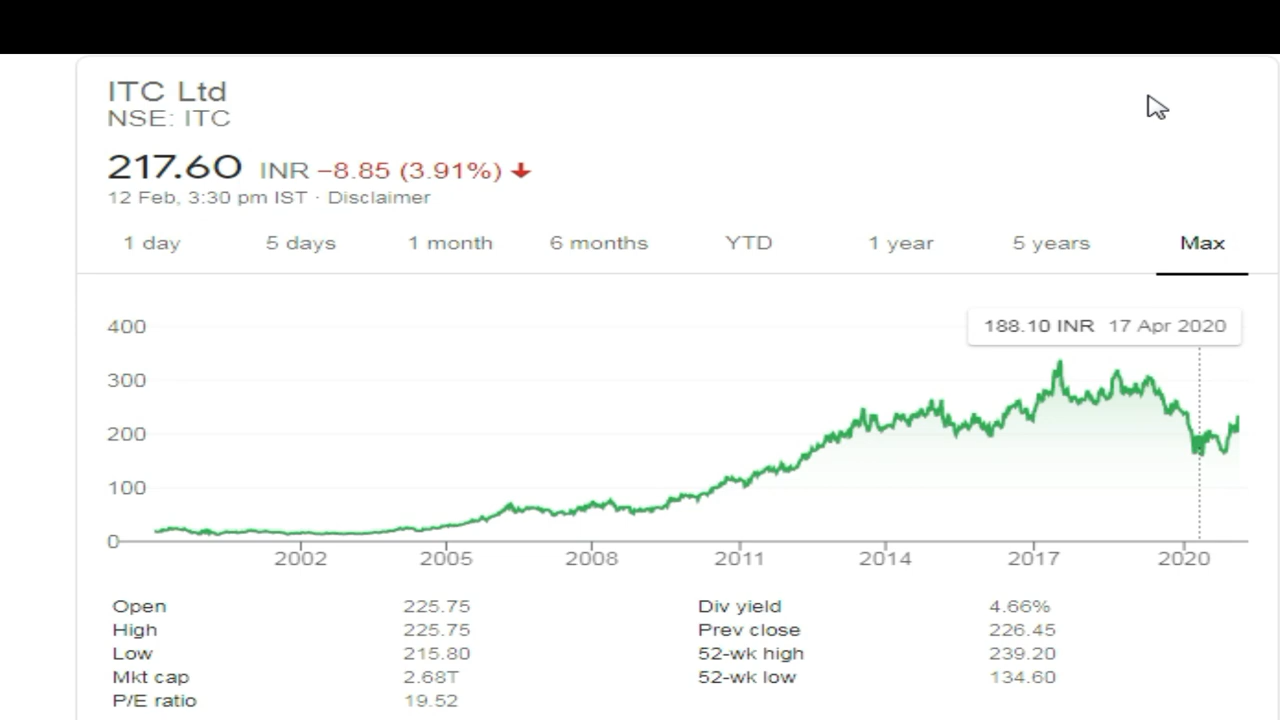 ITC Ltd
NSE: ITC
217.60 INR −8.85 (3.91%)
12 Feb, 3:30 pm IST · Disclaimer
1 day 5 days 1 month 6 months YTD 1 year 5 years Max
188.10 INR 17 Apr 2020
400
300
200
100
0
2002 2005 2008 2011 2014 2017 2020
Open 225.75 Div yield 4.66%
High 225.75 Prev close 226.45
Low 215.80 52-wk high 239.20
Mkt cap 2.68T 52-wk low 134.60
P/E ratio 19.52